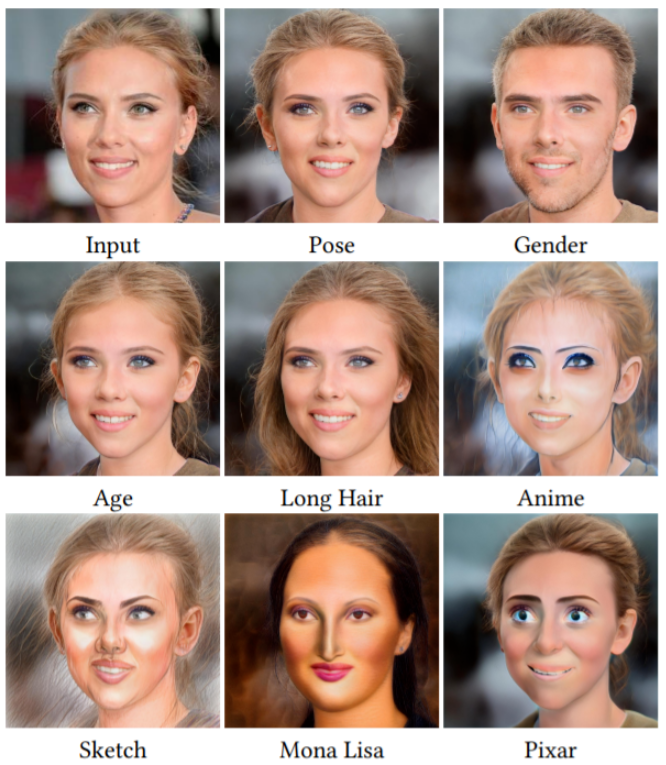 Input
Pose
Gender
Age
Long Hair
Anime
Sketch
Mona Lisa
Pixar